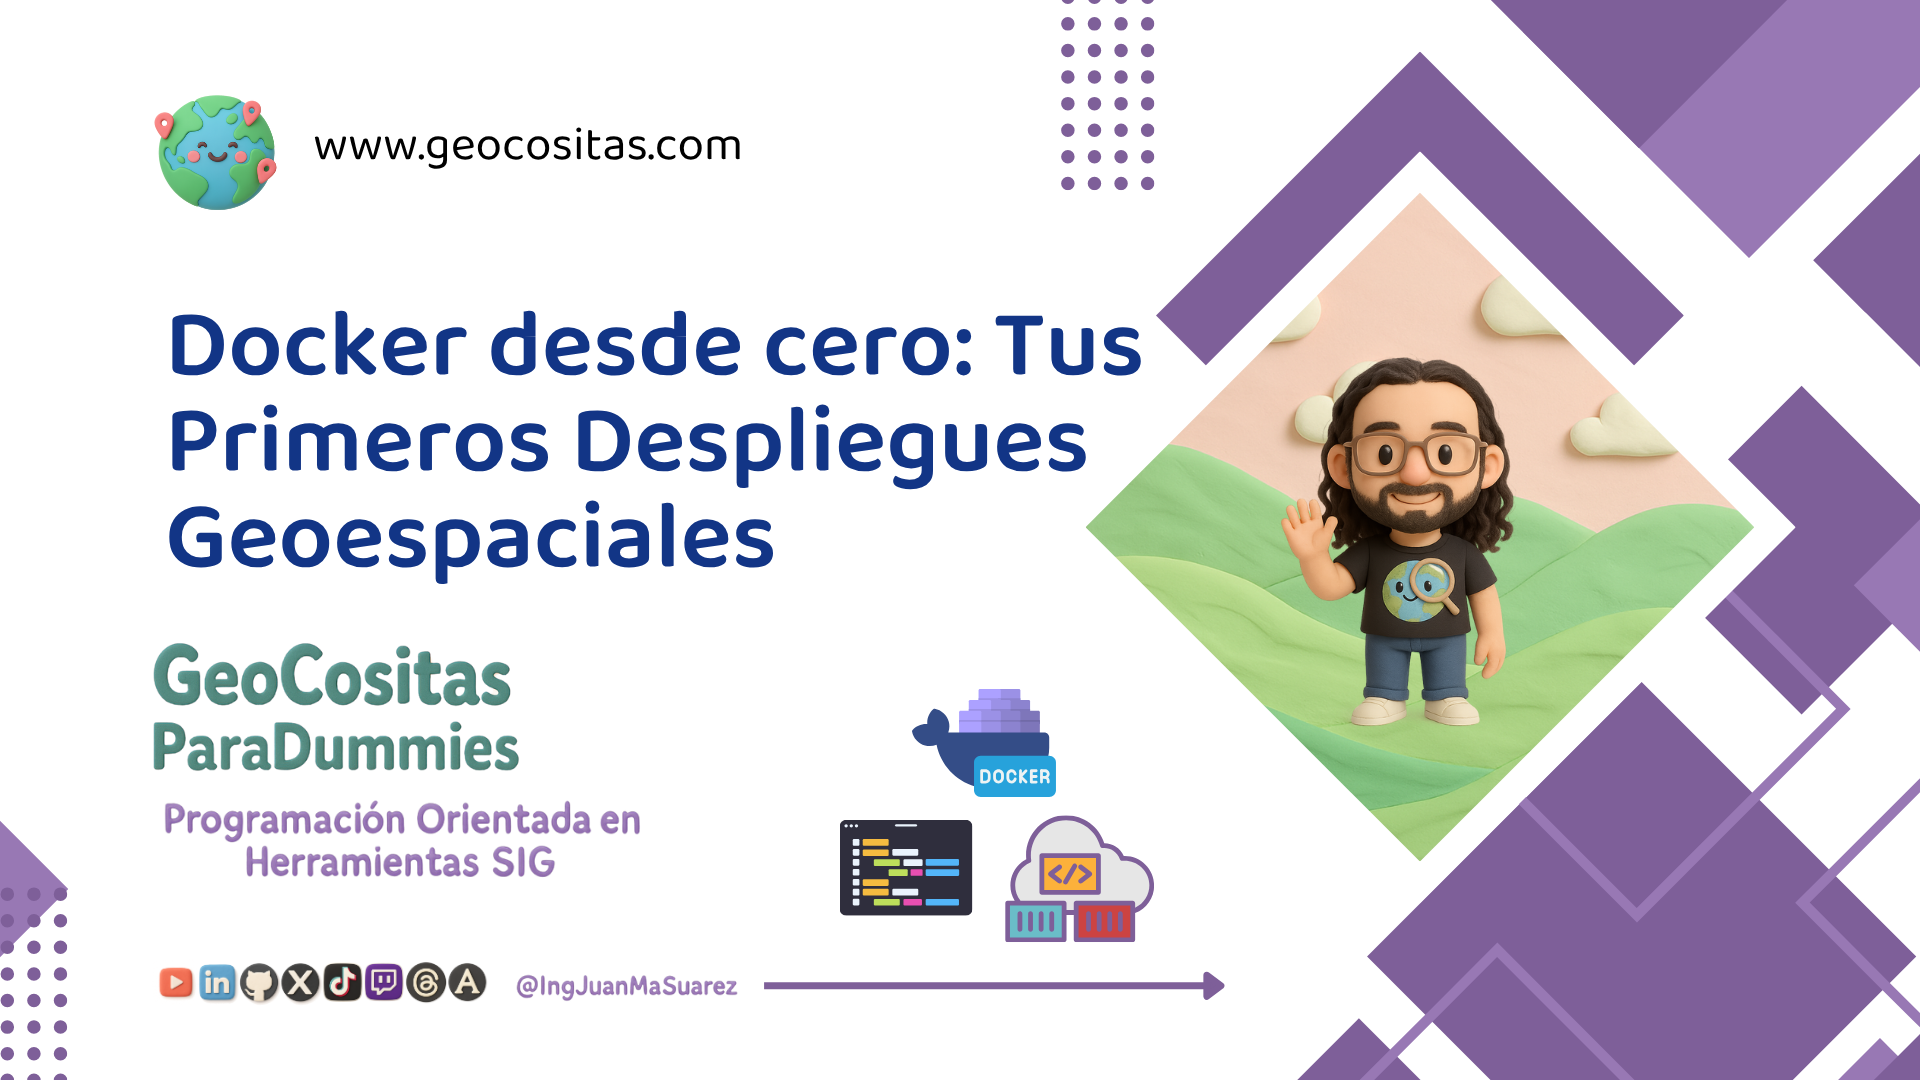 www.geocositas.com
Docker desde cero: Tus
Primeros Despliegues
Geoespaciales
GeoCositas
ParaDummies
Programación Orientada en
Herramientas SIG
DOCKER
</>
in
@IngJuanMaSuarez